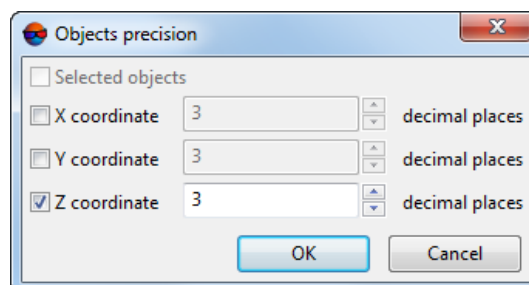 Objects precision
Selected objects
X coordinate 3 decimal places
Y coordinate 3 decimal places
Z coordinate 3 decimal places
OK Cancel